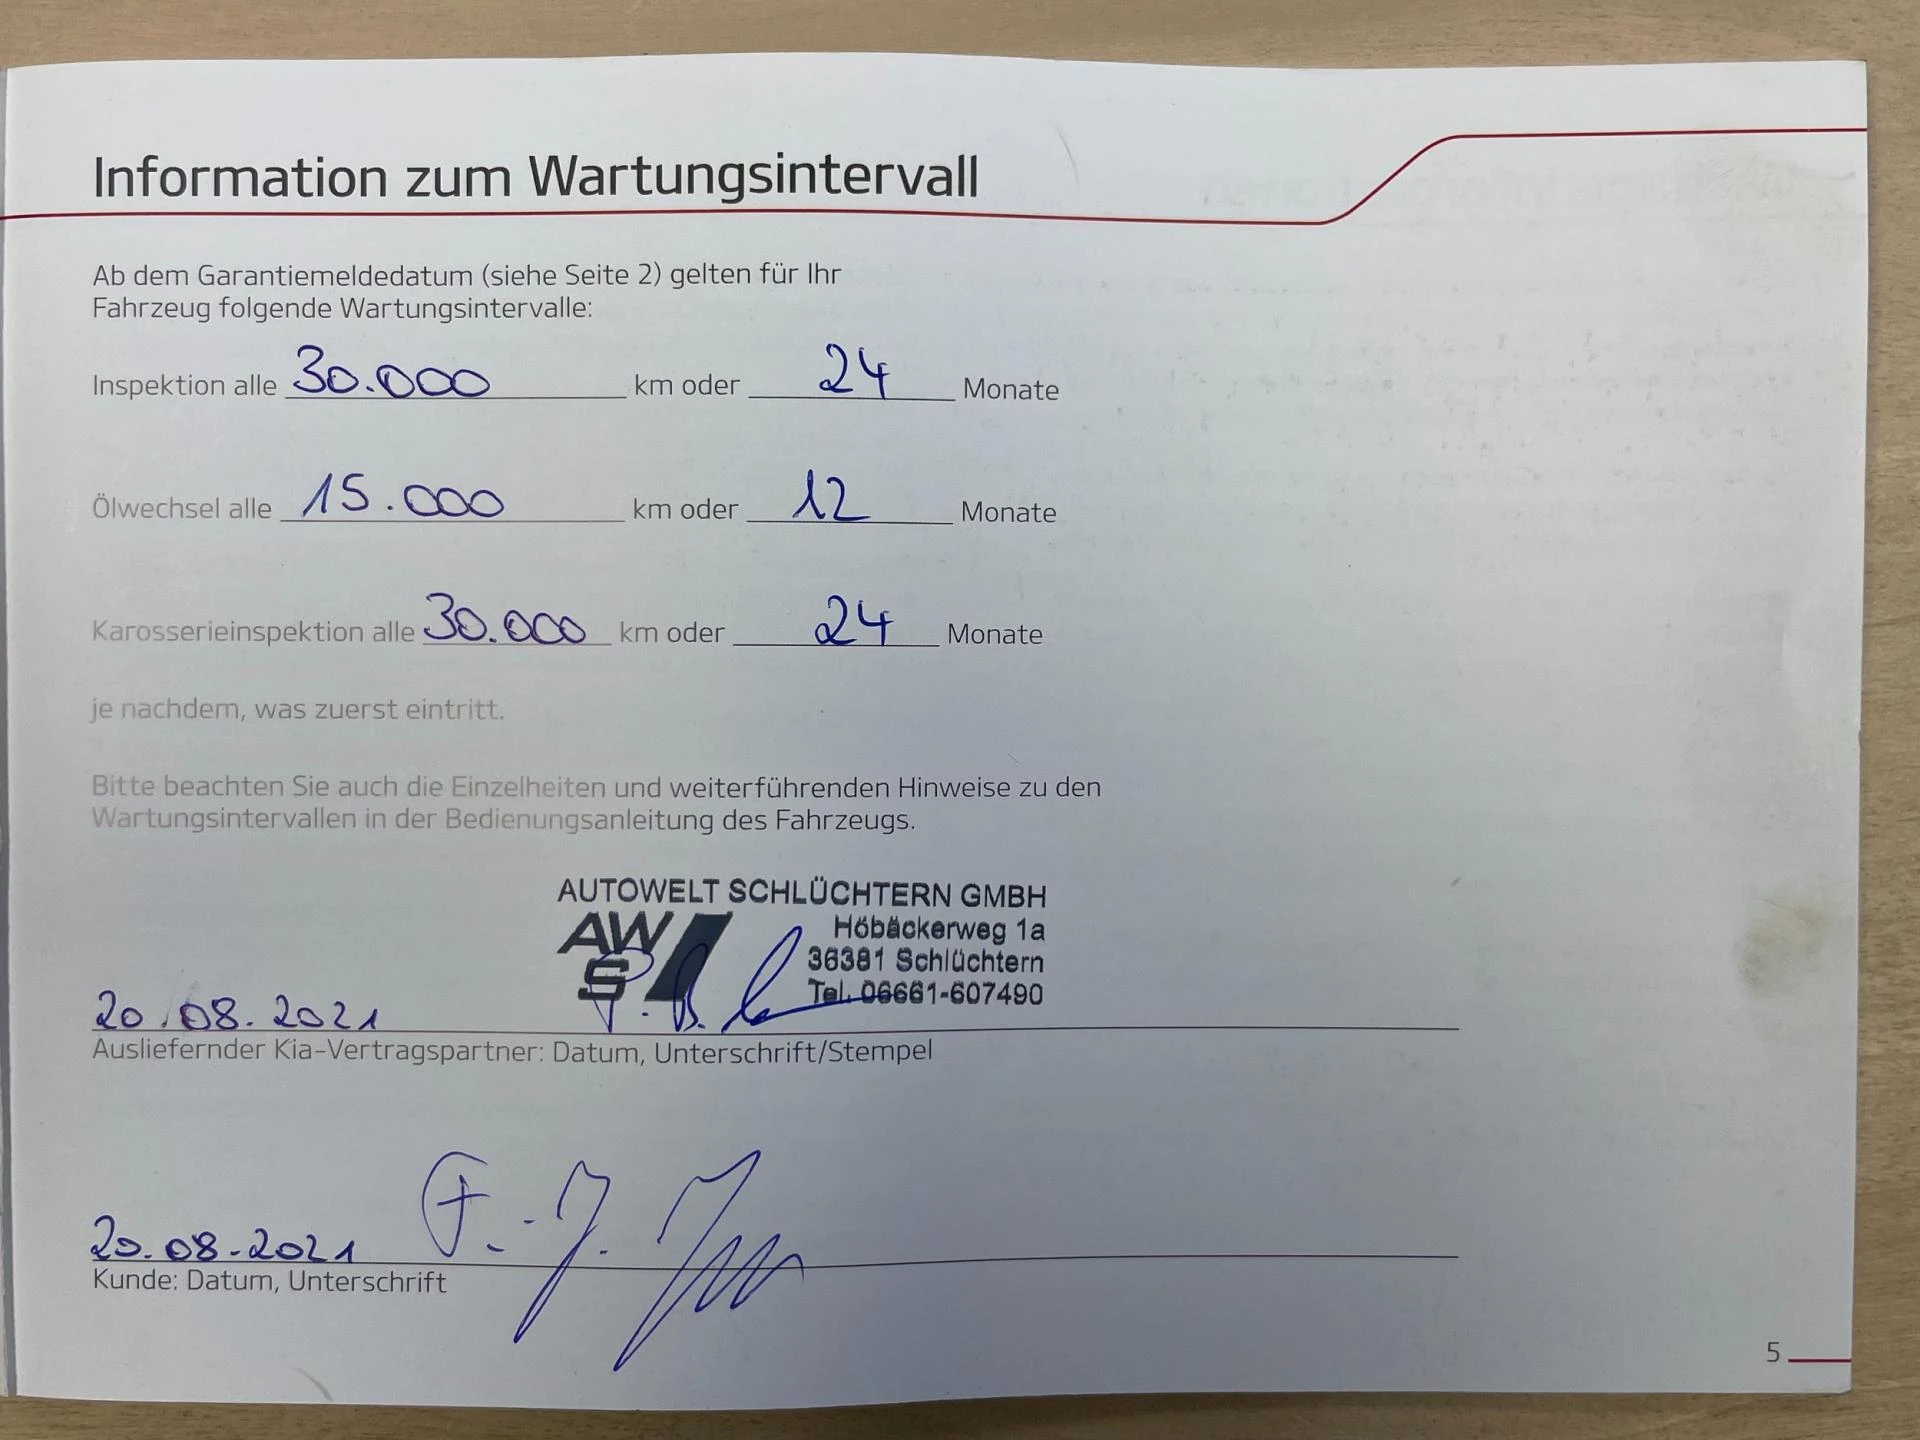 Information zum Wartungsintervall
Ab dem Garantiemeldedatum (siehe Seite 2) gelten für Ihr
Fahrzeug folgende Wartungsintervalle:
Inspektion alle 30.000 km oder 24 Monate
Ölwechsel alle 15.000 km oder 12 Monate
Karosserieinspektion alle 30.000 km oder 24 Monate
je nachdem, was zuerst eintritt.
Bitte beachten Sie auch die Einzelheiten und weiterführenden Hinweise zu den
Wartungsintervallen in der Bedienungsanleitung des Fahrzeugs.
AUTOWELT SCHLÜCHTERN GMBH
AWS
Höbäckerweg 1a
36381 Schlüchtern
Tel. 06661-607490
20.08.2021
Ausliefernder Kia-Vertragspartner: Datum, Unterschrift/Stempel
20.08.2021
Kunde: Datum, Unterschrift
5